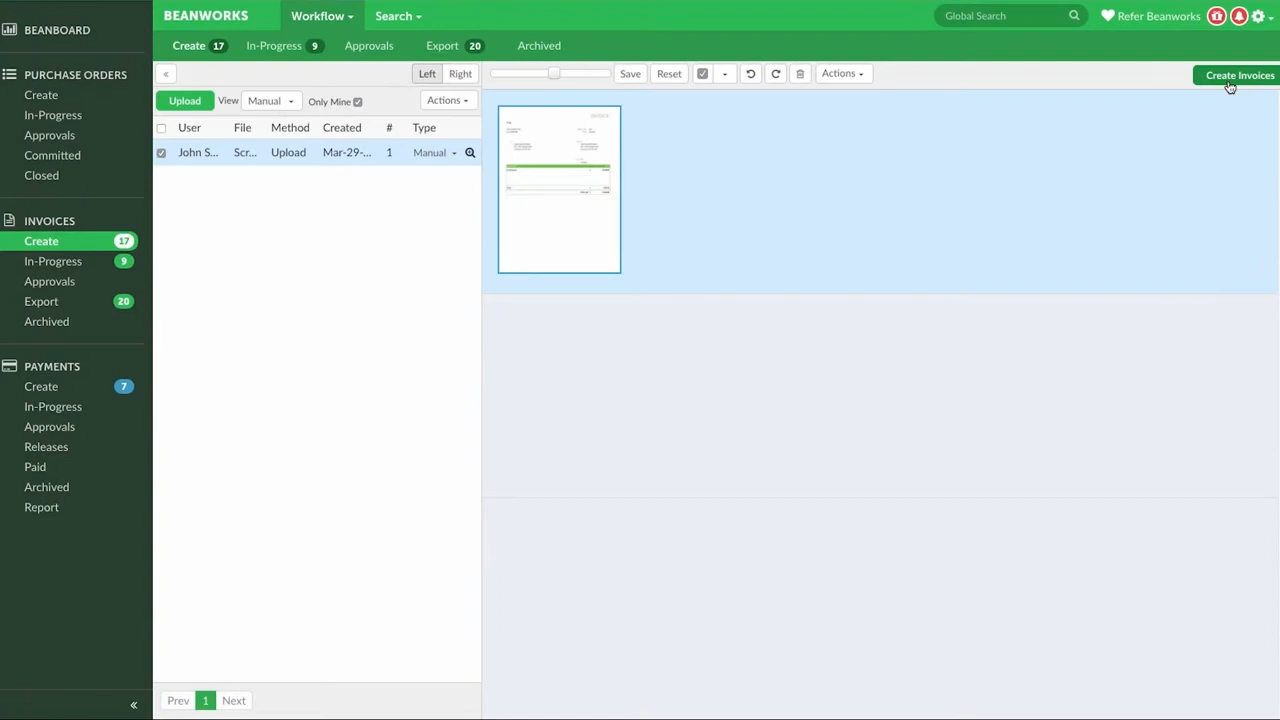 BEANWORKS Workflow Search Global Search Refer Beanworks
BEANBOARD
Create 17 In-Progress 9 Approvals Export 20 Archived
PURCHASE ORDERS
Create
In-Progress
Approvals
Committed
Closed
INVOICES
Create 17
In-Progress 9
Approvals
Export 20
Archived
PAYMENTS
Create 7
In-Progress
Approvals
Releases
Paid
Archived
Report
«
« Left Right
Upload View Manual Only Mine Actions
User File Method Created # Type
John S... Scr... Upload Mar-29-... 1 Manual
Prev 1 Next
Save Reset Actions Create Invoices
INVOICE